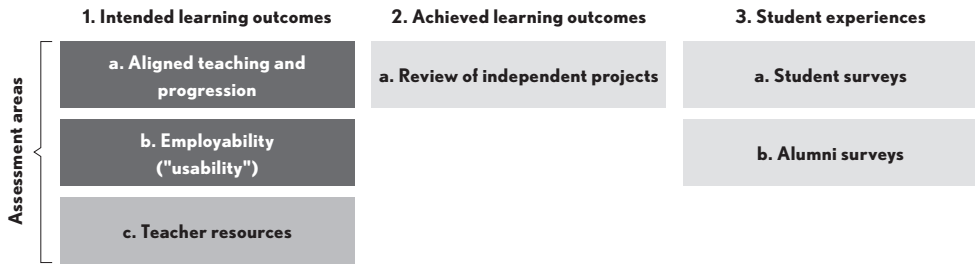 1. Intended learning outcomes
2. Achieved learning outcomes
3. Student experiences
Assessment areas
a. Aligned teaching and
progression
b. Employability
("usability")
c. Teacher resources
a. Review of independent projects
a. Student surveys
b. Alumni surveys